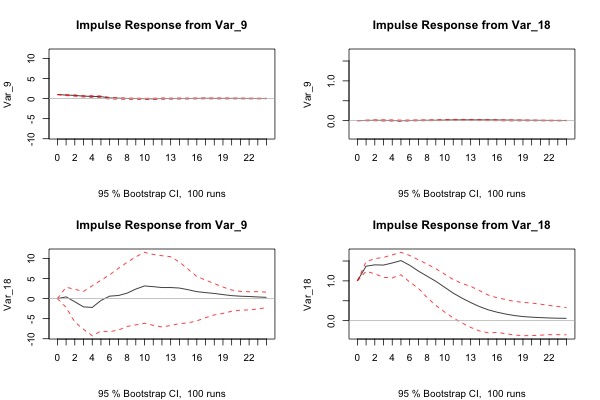 Impulse Response from Var_9
Var_9
10
5
0
-5
-10
0 2 4 6 8 10 13 16 19 22
95 % Bootstrap CI, 100 runs
Impulse Response from Var_18
Var_9
1.0
0.0
0 2 4 6 8 10 13 16 19 22
95 % Bootstrap CI, 100 runs
Impulse Response from Var_9
Var_18
10
5
0
-5
-10
0 2 4 6 8 10 13 16 19 22
95 % Bootstrap CI, 100 runs
Impulse Response from Var_18
Var_18
1.0
0.0
0 2 4 6 8 10 13 16 19 22
95 % Bootstrap CI, 100 runs